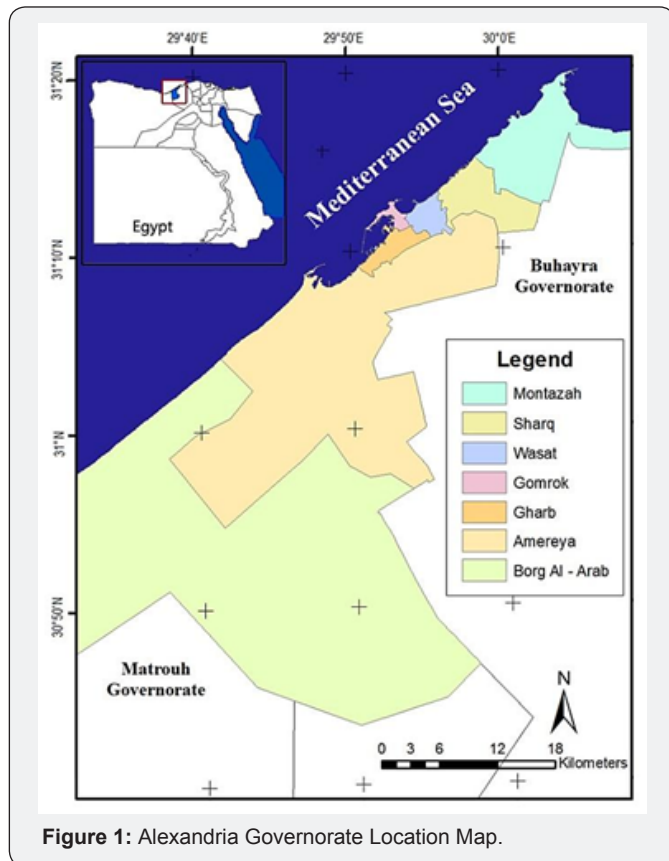 29°40'E 29°50'E 30°0'E
31°20'N
Egypt
Mediterranean Sea
31°10'N
Buhayra
Governorate
Legend
Montazah
Sharq
Wasat
Gomrok
Gharb
Amereya
Borg Al - Arab
31°N
30°50'N
Matrouh
Governorate
N
0 3 6 12 18
Kilometers
Figure 1: Alexandria Governorate Location Map.